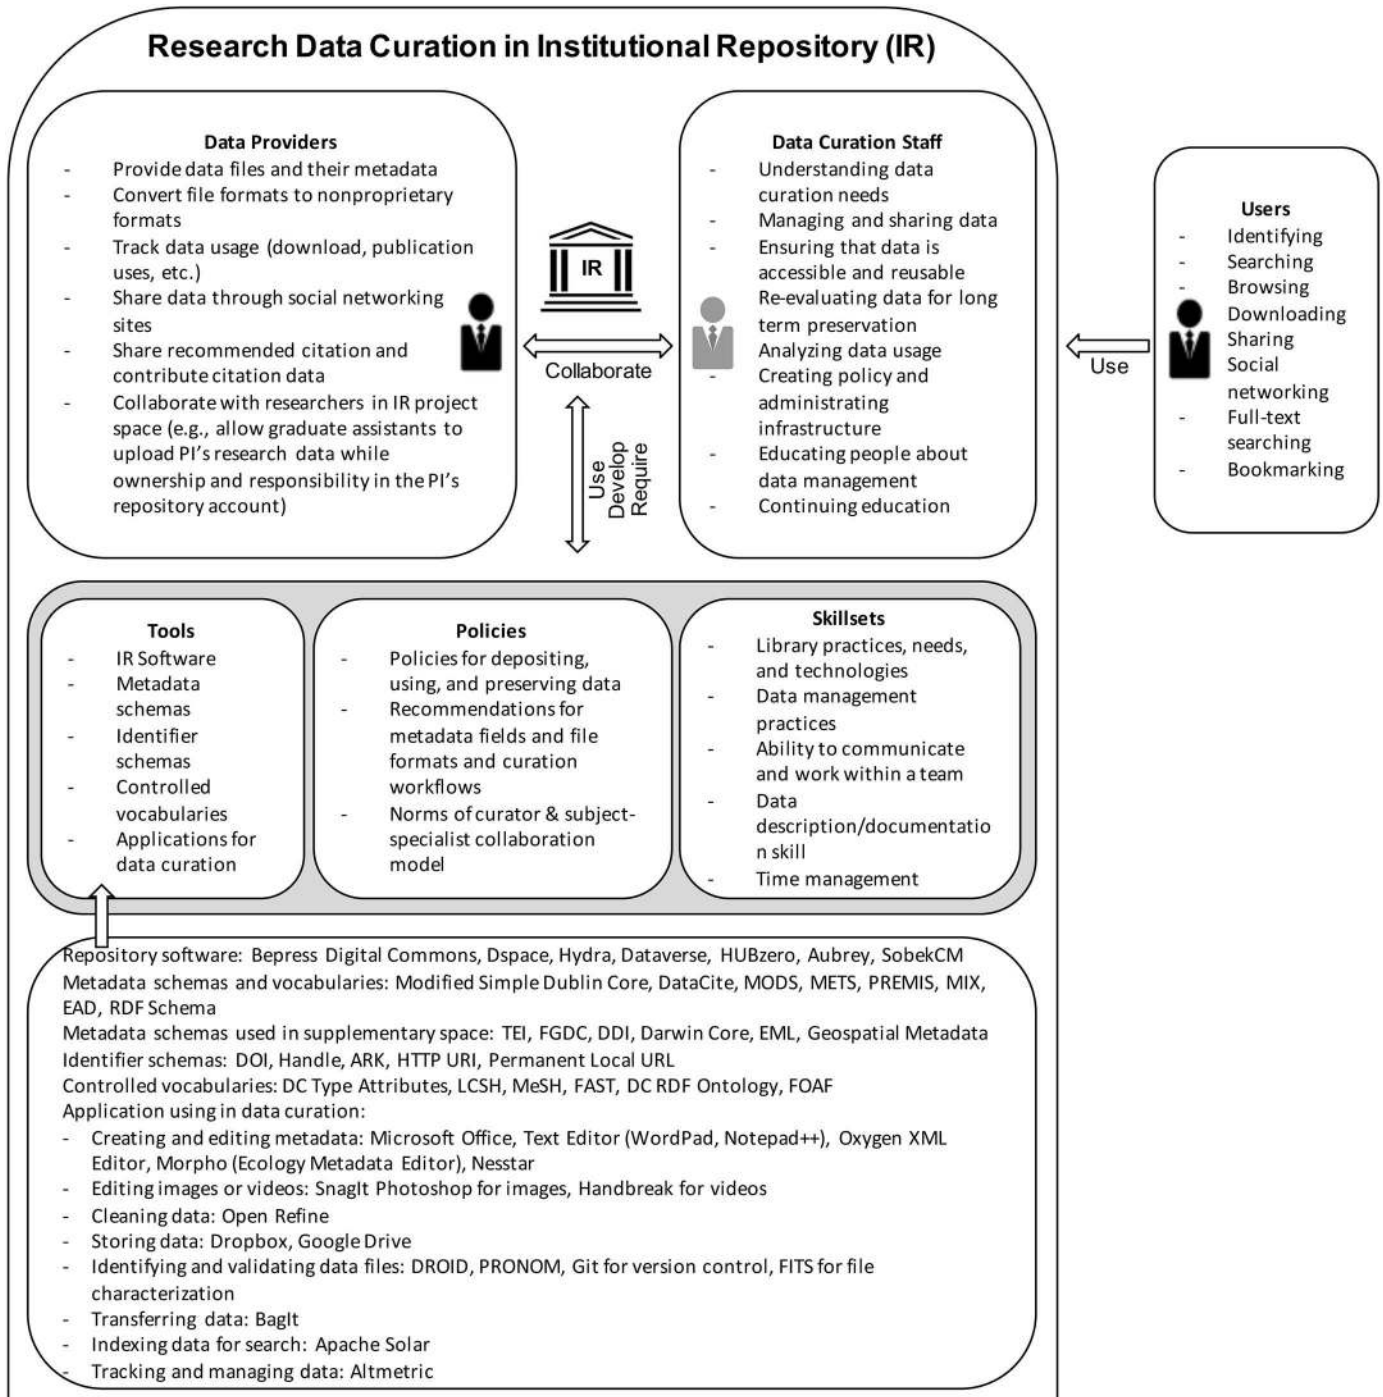 Research Data Curation in Institutional Repository (IR)
Data Providers
- Provide data files and their metadata
- Convert file formats to nonproprietary
formats
- Track data usage (download, publication
uses, etc.)
- Share data through social networking
sites
- Share recommended citation and
contribute citation data
- Collaborate with researchers in IR project
space (e.g., allow graduate assistants to
upload PI's research data while
ownership and responsibility in the PI's
repository account)
IR
Collaborate
Use
Develop
Require
Data Curation Staff
- Understanding data
curation needs
- Managing and sharing data
- Ensuring that data is
accessible and reusable
Re-evaluating data for long
term preservation
Analyzing data usage
- Creating policy and
administrating
infrastructure
- Educating people about
data management
- Continuing education
Use
Users
- Identifying
- Searching
- Browsing
Downloading
Sharing
Social
networking
- Full-text
searching
- Bookmarking
Tools
- IR Software
- Metadata
schemas
- Identifier
schemas
- Controlled
vocabularies
- Applications for
data curation
Policies
- Policies for depositing,
using, and preserving data
- Recommendations for
metadata fields and file
formats and curation
workflows
- Norms of curator & subject-
specialist collaboration
model
Skillsets
- Library practices, needs,
and technologies
- Data management
practices
- Ability to communicate
and work within a team
- Data
description/documentatio
n skill
- Time management
Repository software: Bepress Digital Commons, Dspace, Hydra, Dataverse, HUBzero, Aubrey, SobekCM
Metadata schemas and vocabularies: Modified Simple Dublin Core, DataCite, MODS, METS, PREMIS, MIX,
EAD, RDF Schema
Metadata schemas used in supplementary space: TEI, FGDC, DDI, Darwin Core, EML, Geospatial Metadata
Identifier schemas: DOI, Handle, ARK, HTTP URI, Permanent Local URL
Controlled vocabularies: DC Type Attributes, LCSH, MeSH, FAST, DC RDF Ontology, FOAF
Application using in data curation:
- Creating and editing metadata: Microsoft Office, Text Editor (WordPad, Notepad++), Oxygen XML
Editor, Morpho (Ecology Metadata Editor), Nesstar
- Editing images or videos: SnagIt Photoshop for images, Handbreak for videos
- Cleaning data: Open Refine
- Storing data: Dropbox, Google Drive
- Identifying and validating data files: DROID, PRONOM, Git for version control, FITS for file
characterization
- Transferring data: BagIt
- Indexing data for search: Apache Solar
- Tracking and managing data: Altmetric